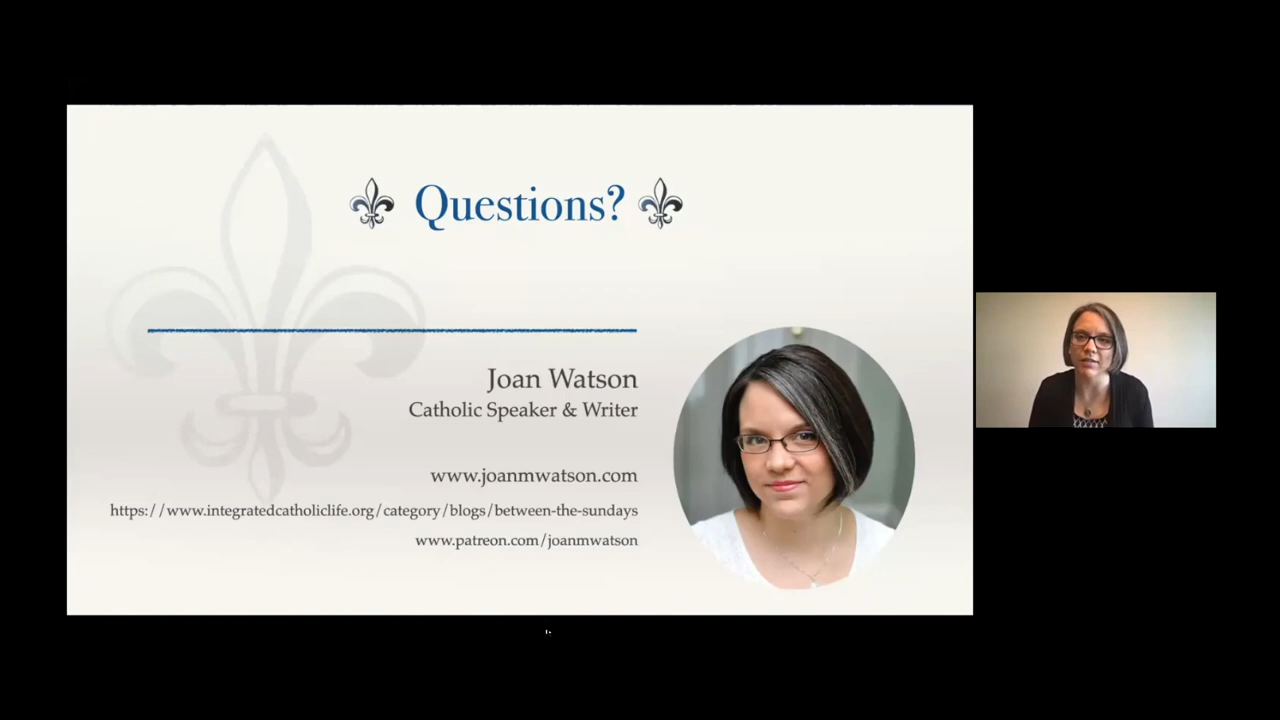 Questions?
Joan Watson
Catholic Speaker & Writer
www.joanmwatson.com
https://www.integratedcatholiclife.org/category/blogs/between-the-sundays
www.patreon.com/joanmwatson